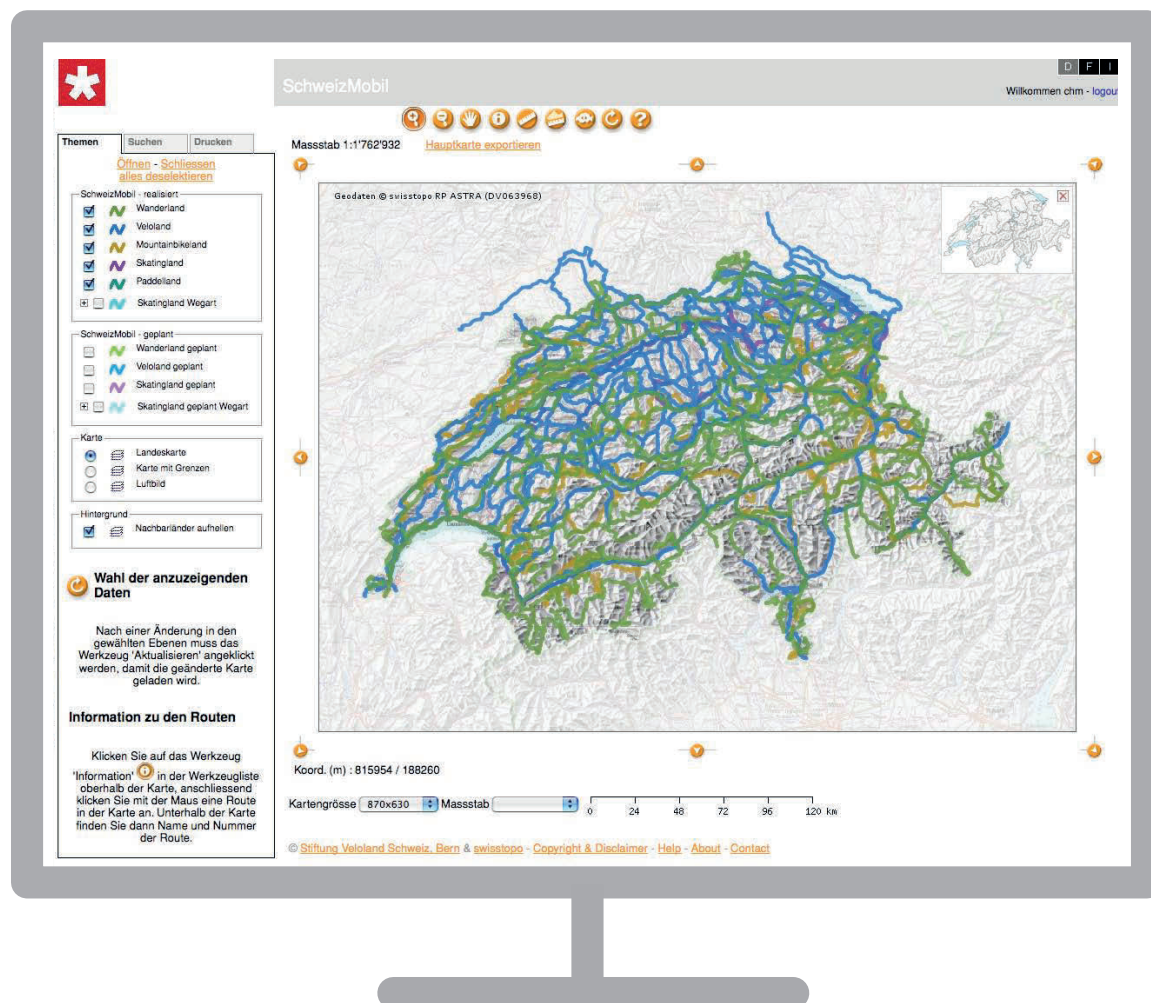 SchweizMobil
D F I
Willkommen chm - logout
Themen
Suchen
Drucken
Massstab 1:1'762'932
Hauptkarte exportieren
Öffnen - Schliessen
alles deselektieren
SchweizMobil - realisiert
Wanderland
Veloland
Mountainbikeland
Skatingland
Paddelland
Skatingland Wegart
SchweizMobil - geplant
Wanderland geplant
Veloland geplant
Skatingland geplant
Skatingland geplant Wegart
Karte
Landeskarte
Karte mit Grenzen
Luftbild
Hintergrund
Nachbarländer aufhellen
Wahl der anzuzeigenden
Daten
Nach einer Änderung in den
gewählten Ebenen muss das
Werkzeug 'Aktualisieren' angeklickt
werden, damit die geänderte Karte
geladen wird.
Information zu den Routen
Klicken Sie auf das Werkzeug
'Information' in der Werkzeugliste
oberhalb der Karte, anschliessend
klicken Sie mit der Maus eine Route
in der Karte an. Unterhalb der Karte
finden Sie dann Name und Nummer
der Route.
Geodaten © swisstopo RP ASTRA (DV063968)
Koord. (m) : 815954 / 188260
Kartengrösse 870x630 Massstab
0 24 48 72 96 120 km
© Stiftung Veloland Schweiz, Bern & swisstopo - Copyright & Disclaimer - Help - About - Contact